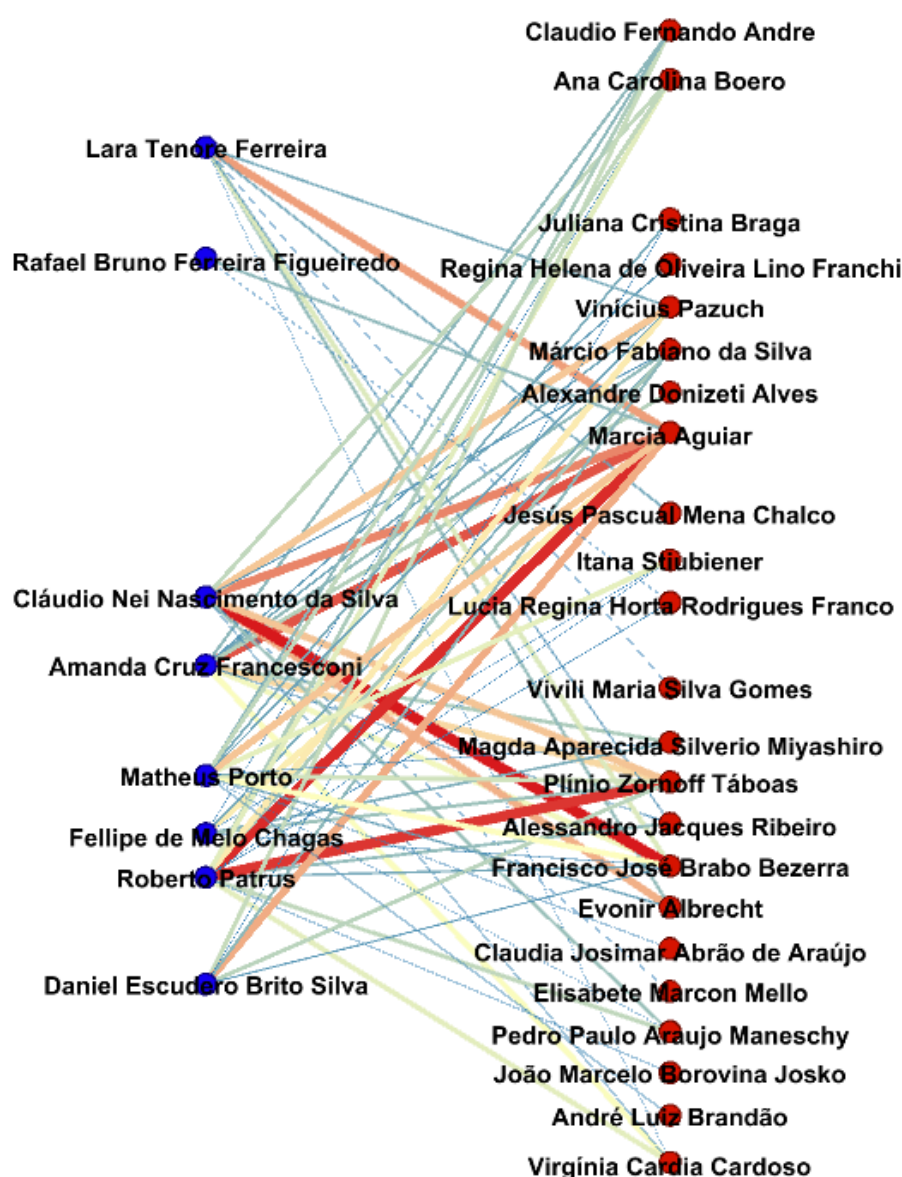 Claudio Fernando Andre
Ana Carolina Boero
Lara Tenore Ferreira
Juliana Cristina Braga
Rafael Bruno Ferreira Figueiredo
Regina Helena de Oliveira Lino Franchi
Vinícius Pazuch
Márcio Fabiano da Silva
Alexandre Donizeti Alves
Marcia Aguiar
Jesús Pascual Mena Chalco
Itana Stiubiener
Cláudio Nei Nascimento da Silva
Lucia Regina Horta Rodrigues Franco
Amanda Cruz Francesconi
Vivili Maria Silva Gomes
Magda Aparecida Silverio Miyashiro
Matheus Porto
Plínio Zornoff Táboas
Alessandro Jacques Ribeiro
Fellipe de Melo Chagas
Francisco José Brabo Bezerra
Roberto Patrus
Evonir Albrecht
Claudia Josimar Abrão de Araújo
Daniel Escudero Brito Silva
Elisabete Marcon Mello
Pedro Paulo Araujo Maneschy
João Marcelo Borovina Josko
André Luiz Brandão
Virgínia Cardia Cardoso